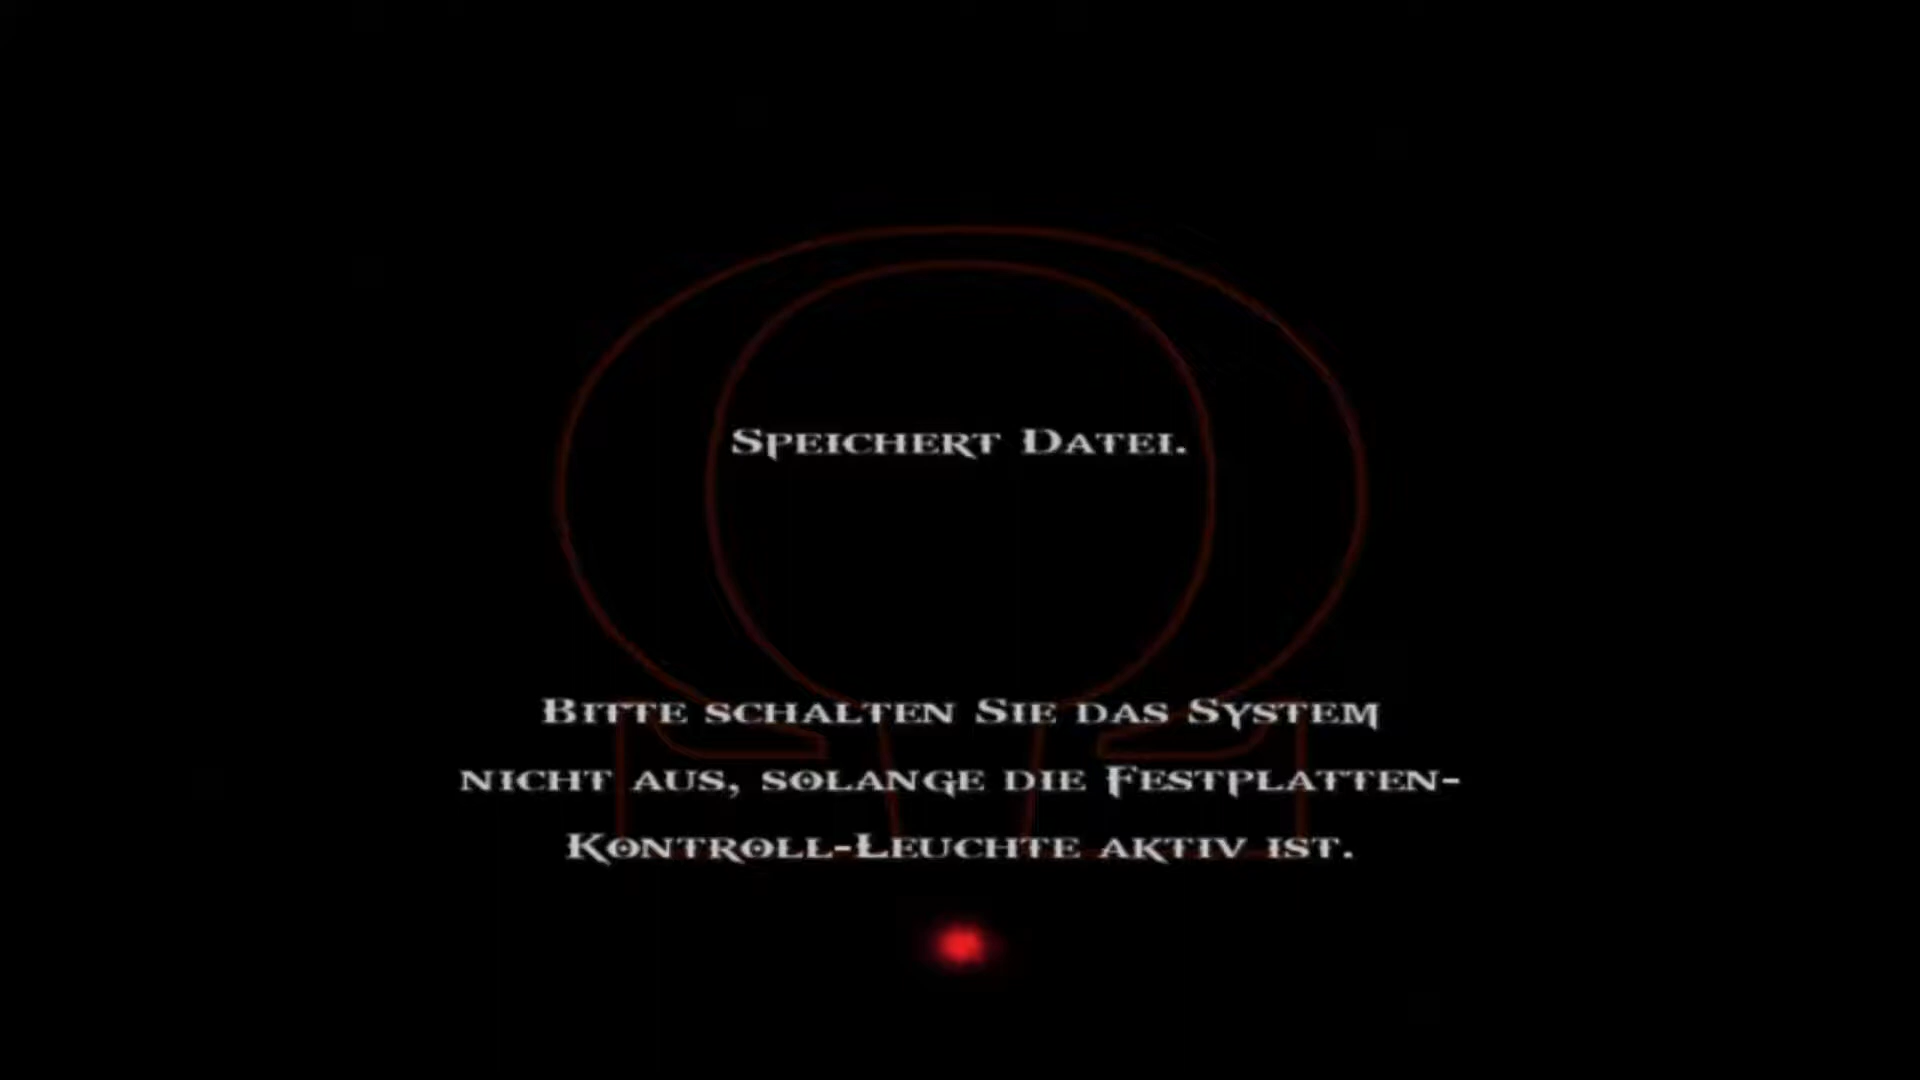 Speichert Datei.
Bitte schalten Sie das System
nicht aus, solange die Festplatten-
Kontroll-Leuchte aktiv ist.